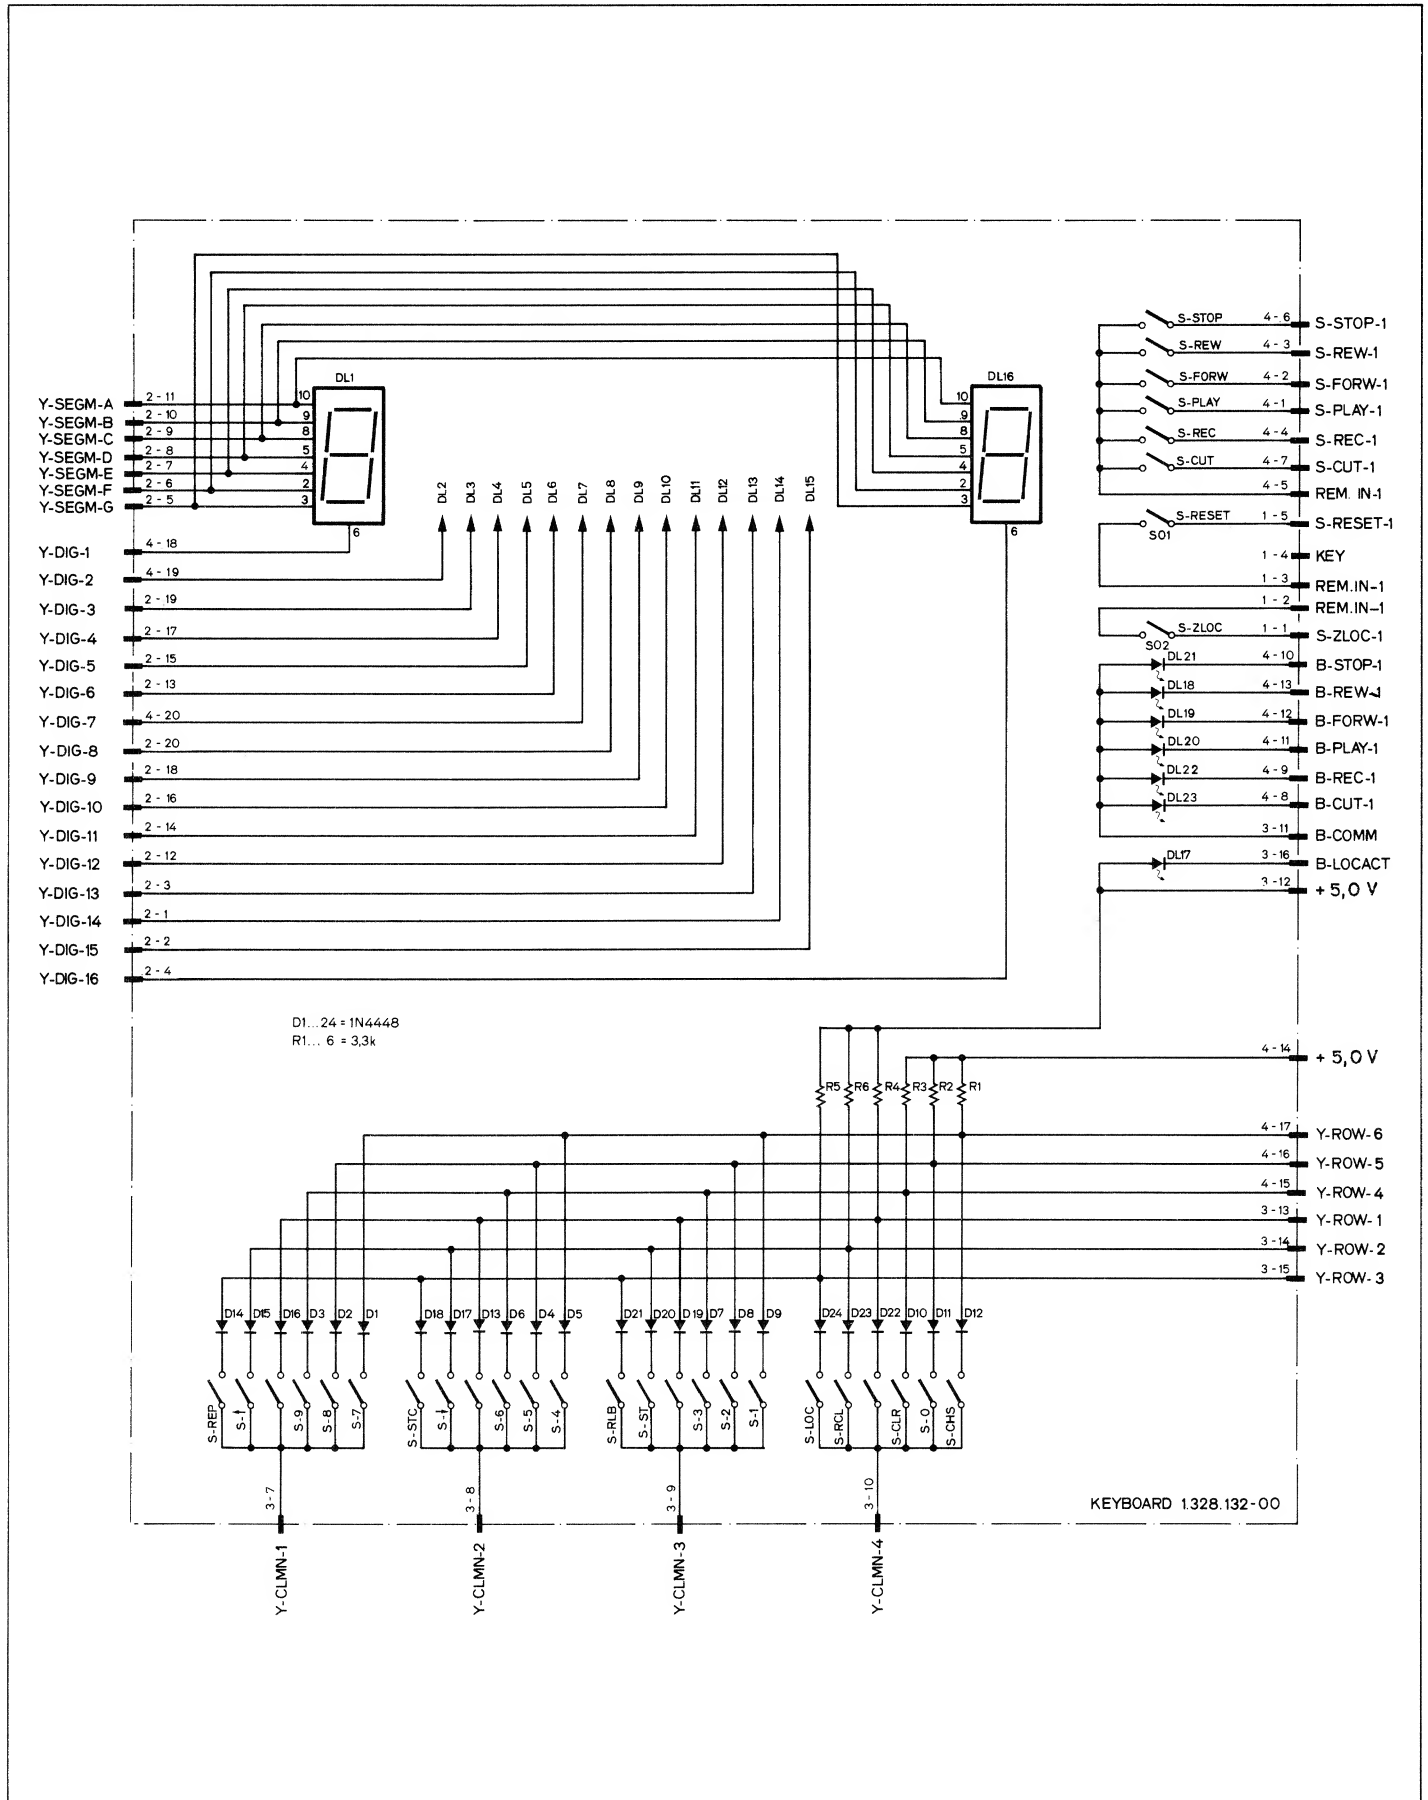 DL1
DL16
Y-SEGM-A 2-11 10
Y-SEGM-B 2-10 9
Y-SEGM-C 2-9 8
Y-SEGM-D 2-8 5
Y-SEGM-E 2-7 4
Y-SEGM-F 2-6 2
Y-SEGM-G 2-5 3
6
10
9
8
5
4
2
3
6
DL2 DL3 DL4 DL5 DL6 DL7 DL8 DL9 DL10 DL11 DL12 DL13 DL14 DL15
Y-DIG-1 4-18
Y-DIG-2 4-19
Y-DIG-3 2-19
Y-DIG-4 2-17
Y-DIG-5 2-15
Y-DIG-6 2-13
Y-DIG-7 4-20
Y-DIG-8 2-20
Y-DIG-9 2-18
Y-DIG-10 2-16
Y-DIG-11 2-14
Y-DIG-12 2-12
Y-DIG-13 2-3
Y-DIG-14 2-1
Y-DIG-15 2-2
Y-DIG-16 2-4
S-STOP 4-6 S-STOP-1
S-REW 4-3 S-REW-1
S-FORW 4-2 S-FORW-1
S-PLAY 4-1 S-PLAY-1
S-REC 4-4 S-REC-1
S-CUT 4-7 S-CUT-1
4-5 REM. IN-1
S-RESET 1-5 S-RESET-1
S01
1-4 KEY
1-3 REM.IN-1
1-2 REM.IN-1
S-ZLOC 1-1 S-ZLOC-1
S02
DL21 4-10 B-STOP-1
DL18 4-13 B-REW-1
DL19 4-12 B-FORW-1
DL20 4-11 B-PLAY-1
DL22 4-9 B-REC-1
DL23 4-8 B-CUT-1
3-11 B-COMM
DL17 3-16 B-LOCACT
3-12 +5,0 V
D1...24 = 1N4448
R1... 6 = 3,3k
4-14 +5,0 V
R5 R6 R4 R3 R2 R1
4-17 Y-ROW-6
4-16 Y-ROW-5
4-15 Y-ROW-4
3-13 Y-ROW-1
3-14 Y-ROW-2
3-15 Y-ROW-3
D14 D15 D16 D3 D2 D1 D18 D17 D13 D6 D4 D5 D21 D20 D19 D7 D8 D9 D24 D23 D22 D10 D11 D12
S-REP S-↑ S-9 S-8 S-7 S-STC S-↓ S-6 S-5 S-4 S-RLB S-ST S-3 S-2 S-1 S-LOC S-RCL S-CLR S-0 S-CHS
3-7 3-8 3-9 3-10
KEYBOARD 1.328.132-00
Y-CLMN-1 Y-CLMN-2 Y-CLMN-3 Y-CLMN-4